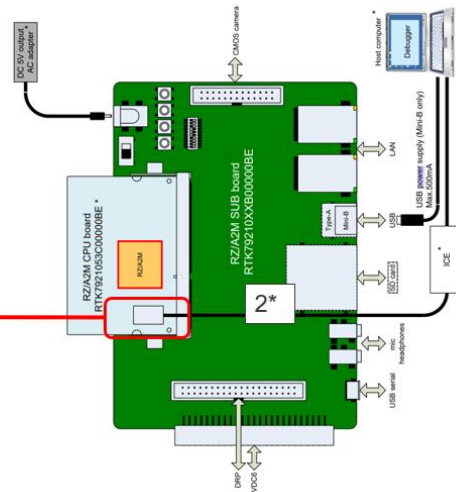 DC 5V output *
AC adapter
CMOS camera
Host computer *
Debugger
RZ/A2M CPU board
RTK7921053C00000BE *
RZ/A2M
RZ/A2M SUB board
RTK79210XXB00000BE
LAN
Type-A
Mini-B
USB
USB power supply (Mini-B only)
Max.500mA
SD card
ICE *
2*
mic
headphones
USB serial
DRP
VDC6